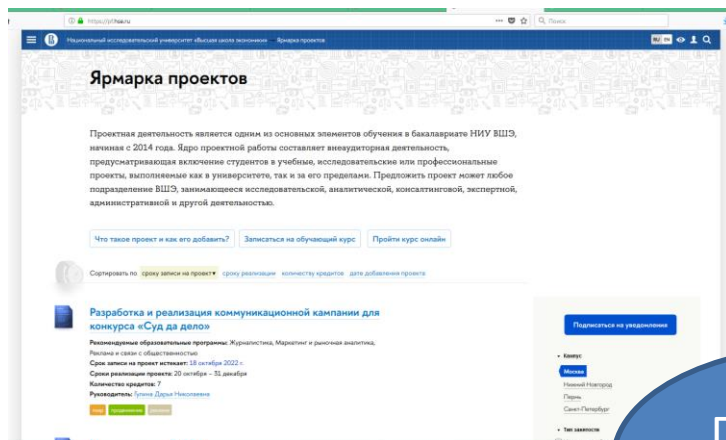 https://pf.hse.ru
Поиск
Национальный исследовательский университет «Высшая школа экономики» Ярмарка проектов
RU EN
Ярмарка проектов
Проектная деятельность является одним из основных элементов обучения в бакалавриате НИУ ВШЭ,
начиная с 2014 года. Ядро проектной работы составляет внеаудиторная деятельность,
предусматривающая включение студентов в учебные, исследовательские или профессиональные
проекты, выполняемые как в университете, так и за его пределами. Предложить проект может любое
подразделение ВШЭ, занимающееся исследовательской, аналитической, консалтинговой, экспертной,
административной и другой деятельностью.
Что такое проект и как его добавить? Записаться на обучающий курс Пройти курс онлайн
Сортировать по сроку записи на проект▼ сроку реализации количеству кредитов дате добавления проекта
Разработка и реализация коммуникационной кампании для
конкурса «Суд да дело»
Рекомендуемые образовательные программы: Журналистика, Маркетинг и рыночная аналитика,
Реклама и связи с общественностью
Срок записи на проект истекает: 18 октября 2022 г.
Сроки реализации проекта: 20 октября – 31 декабря
Количество кредитов: 7
Руководитель: Дарья Николаевна
пиар продвижение реклама
Подписаться на уведомления
• Кампус
Москва
Нижний Новгород
Пермь
Санкт-Петербург
• Тип занятости